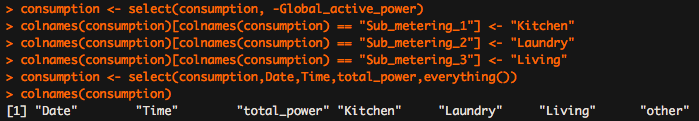 > consumption <- select(consumption, -Global_active_power)
> colnames(consumption)[colnames(consumption) == "Sub_metering_1"] <- "Kitchen"
> colnames(consumption)[colnames(consumption) == "Sub_metering_2"] <- "Laundry"
> colnames(consumption)[colnames(consumption) == "Sub_metering_3"] <- "Living"
> consumption <- select(consumption,Date,Time,total_power,everything())
> colnames(consumption)
[1] "Date"        "Time"        "total_power" "Kitchen"     "Laundry"     "Living"      "other"